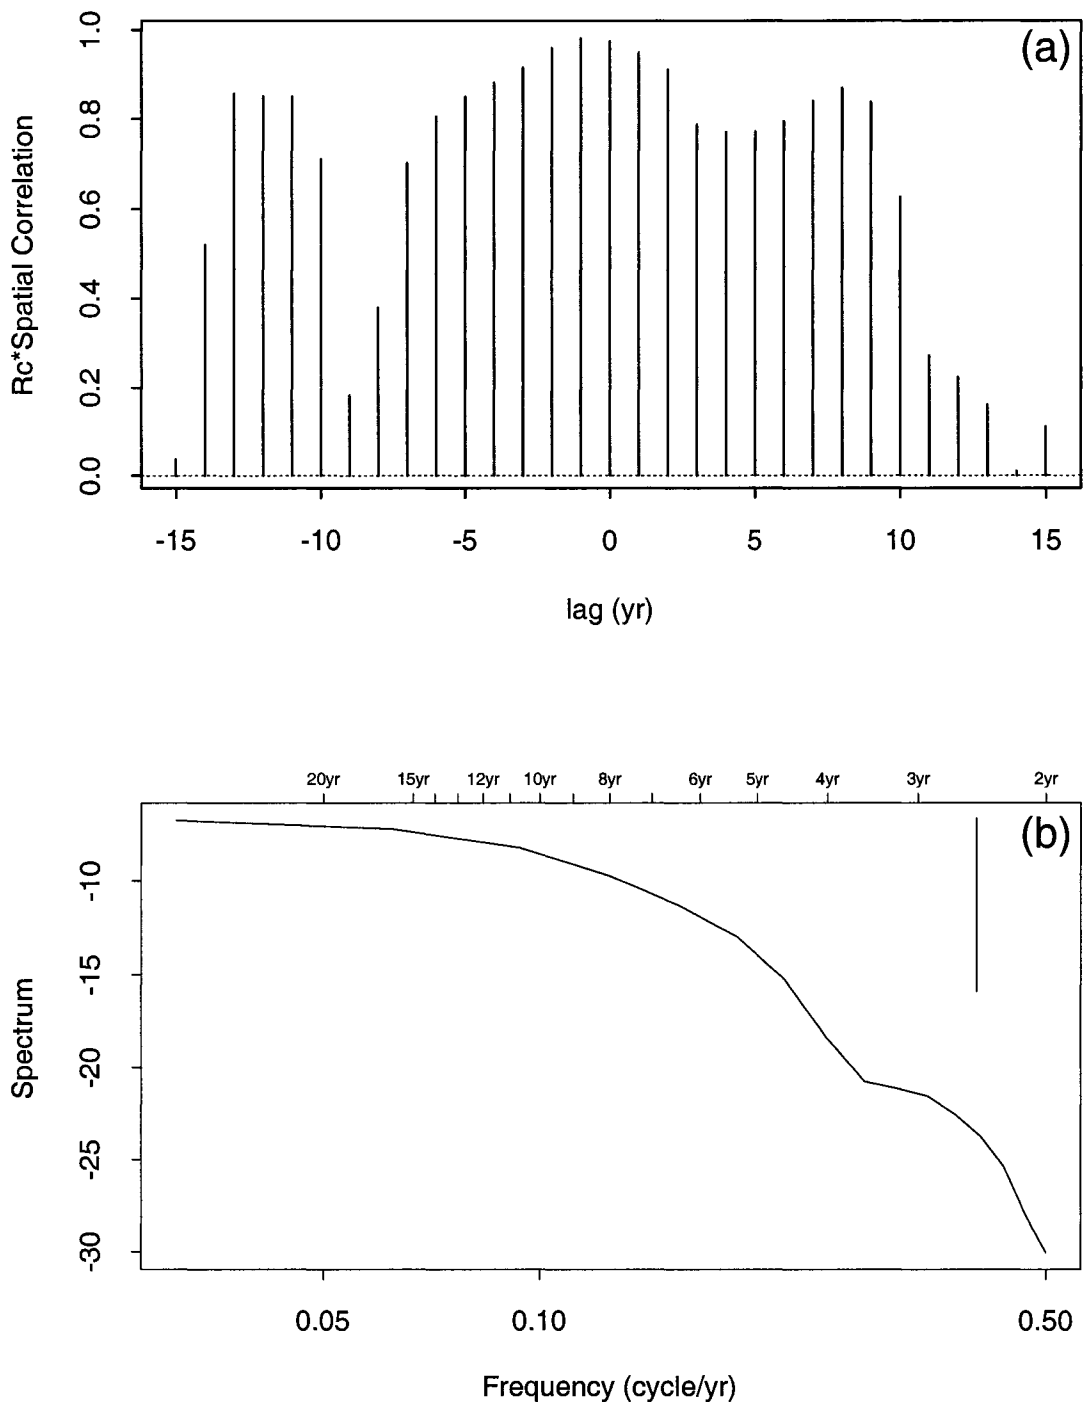 (a)
Rc*Spatial Correlation
1.0
0.8
0.6
0.4
0.2
0.0
-15 -10 -5 0 5 10 15
lag (yr)
20yr 15yr 12yr 10yr 8yr 6yr 5yr 4yr 3yr 2yr
(b)
Spectrum
-10
-15
-20
-25
-30
0.05 0.10 0.50
Frequency (cycle/yr)